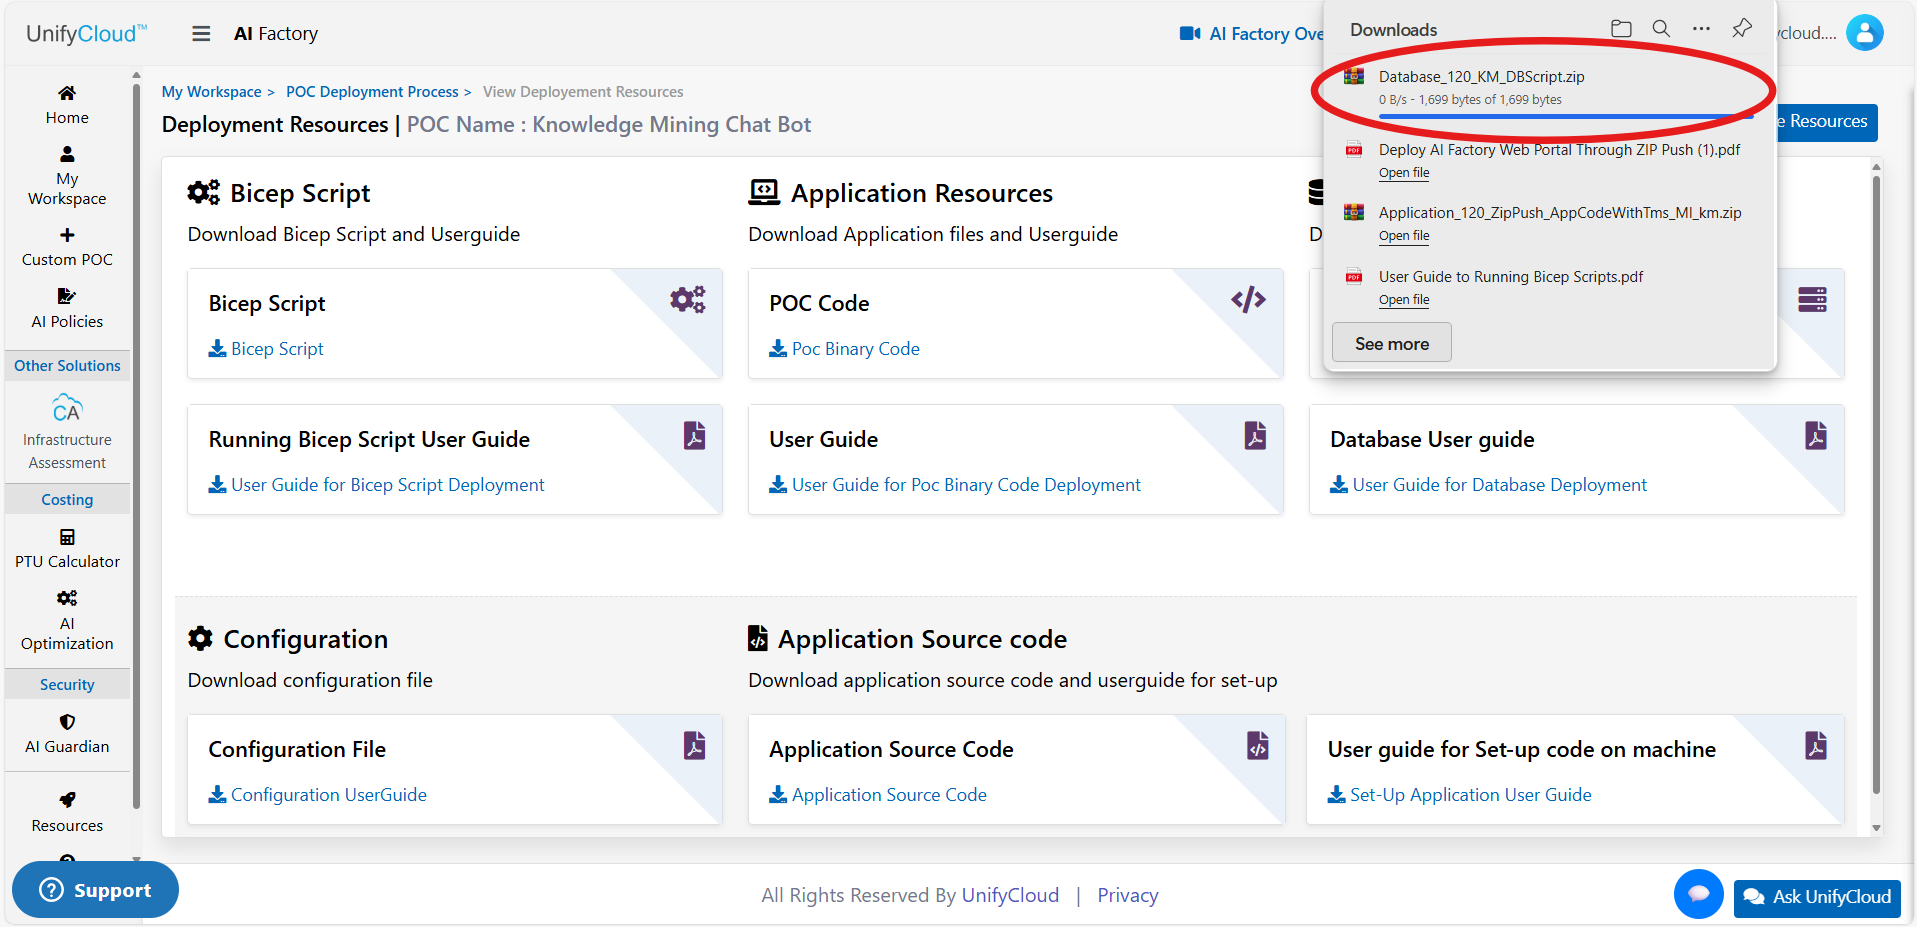 UnifyCloud™
AI Factory
AI Factory Ove
ycloud....
Home
My
Workspace
Custom POC
AI Policies
Other Solutions
CA
Infrastructure
Assessment
Costing
PTU Calculator
AI
Optimization
Security
AI Guardian
Resources
Support
My Workspace > POC Deployment Process > View Deployement Resources
Deployment Resources | POC Name : Knowledge Mining Chat Bot
e Resources
Downloads
Database_120_KM_DBScript.zip
0 B/s - 1,699 bytes of 1,699 bytes
PDF
Deploy AI Factory Web Portal Through ZIP Push (1).pdf
Open file
Application_120_ZipPush_AppCodeWithTms_MI_km.zip
Open file
PDF
User Guide to Running Bicep Scripts.pdf
Open file
See more
Bicep Script
Download Bicep Script and Userguide
Bicep Script
Bicep Script
Running Bicep Script User Guide
User Guide for Bicep Script Deployment
Application Resources
Download Application files and Userguide
POC Code
Poc Binary Code
User Guide
User Guide for Poc Binary Code Deployment
D
Database User guide
User Guide for Database Deployment
Configuration
Download configuration file
Configuration File
Configuration UserGuide
Application Source code
Download application source code and userguide for set-up
Application Source Code
Application Source Code
User guide for Set-up code on machine
Set-Up Application User Guide
All Rights Reserved By UnifyCloud | Privacy
Ask UnifyCloud